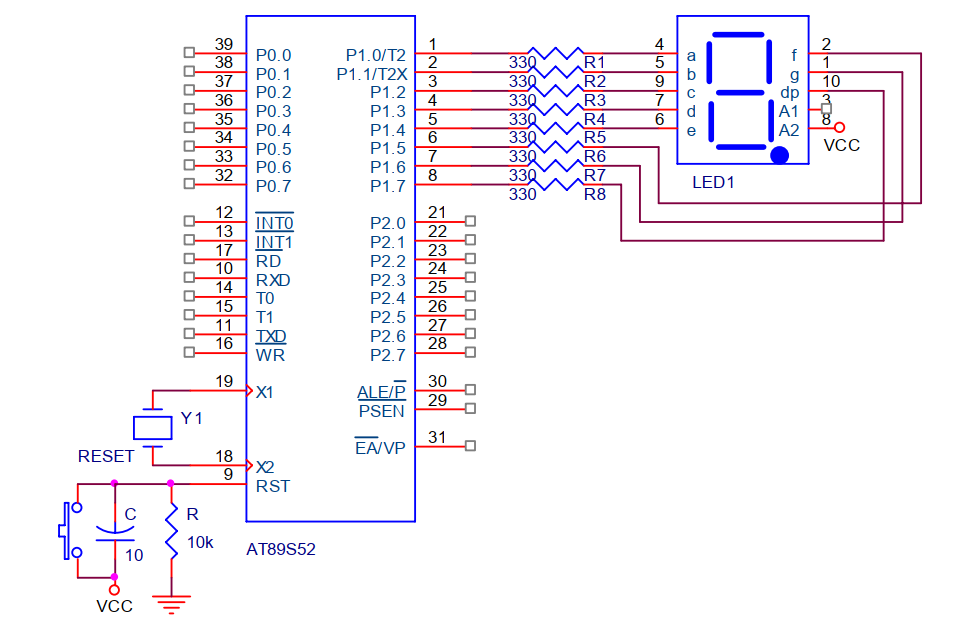 39 P0.0 P1.0/T2 1 330 R1 4 a f 2
38 P0.1 P1.1/T2X 2 330 R2 5 b g 1
37 P0.2 P1.2 3 330 R3 9 c dp 10
36 P0.3 P1.3 4 330 R4 7 d A1 3
35 P0.4 P1.4 5 330 R5 6 e A2 8
VCC
34 P0.5 P1.5 6 330 R6
33 P0.6 P1.6 7 330 R7
32 P0.7 P1.7 8 330 R8
LED1
12 INT0 P2.0 21
13 INT1 P2.1 22
17 RD P2.2 23
10 RXD P2.3 24
14 T0 P2.4 25
15 T1 P2.5 26
11 TXD P2.6 27
16 WR P2.7 28
19 X1 ALE/P 30
PSEN 29
Y1
EA/VP 31
RESET
18 X2
9 RST
C
R
10
10k
AT89S52
VCC